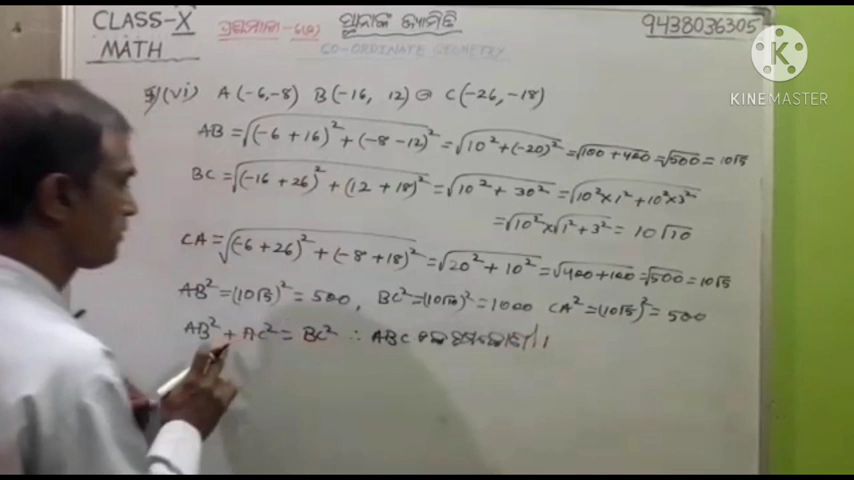 CLASS-X ସ୍ଥାନାଙ୍କ ଜ୍ୟାମିତି 9438036305
MATH CO-ORDINATE GEOMETRY
KINEMASTER
(vi) A(-6,-8) B(-16, 12) ଓ C(-26, -18)
AB = √(-6+16)² + (-8-12)² = √10²+(-20)² = √100+400 = √500 = 10√5
BC = √(-16+26)² + (12+18)² = √10² + 30² = √10²×1² + 10²×3²
= √10² × √1²+3² = 10√10
CA = √(-6+26)² + (-8+18)² = √20²+10² = √400+100 = √500 = 10√5
AB² = (10√5)² = 500, BC² = (10√10)² = 1000 CA² = (10√5)² = 500
AB² + AC² = BC² ∴ ABC ଏକ